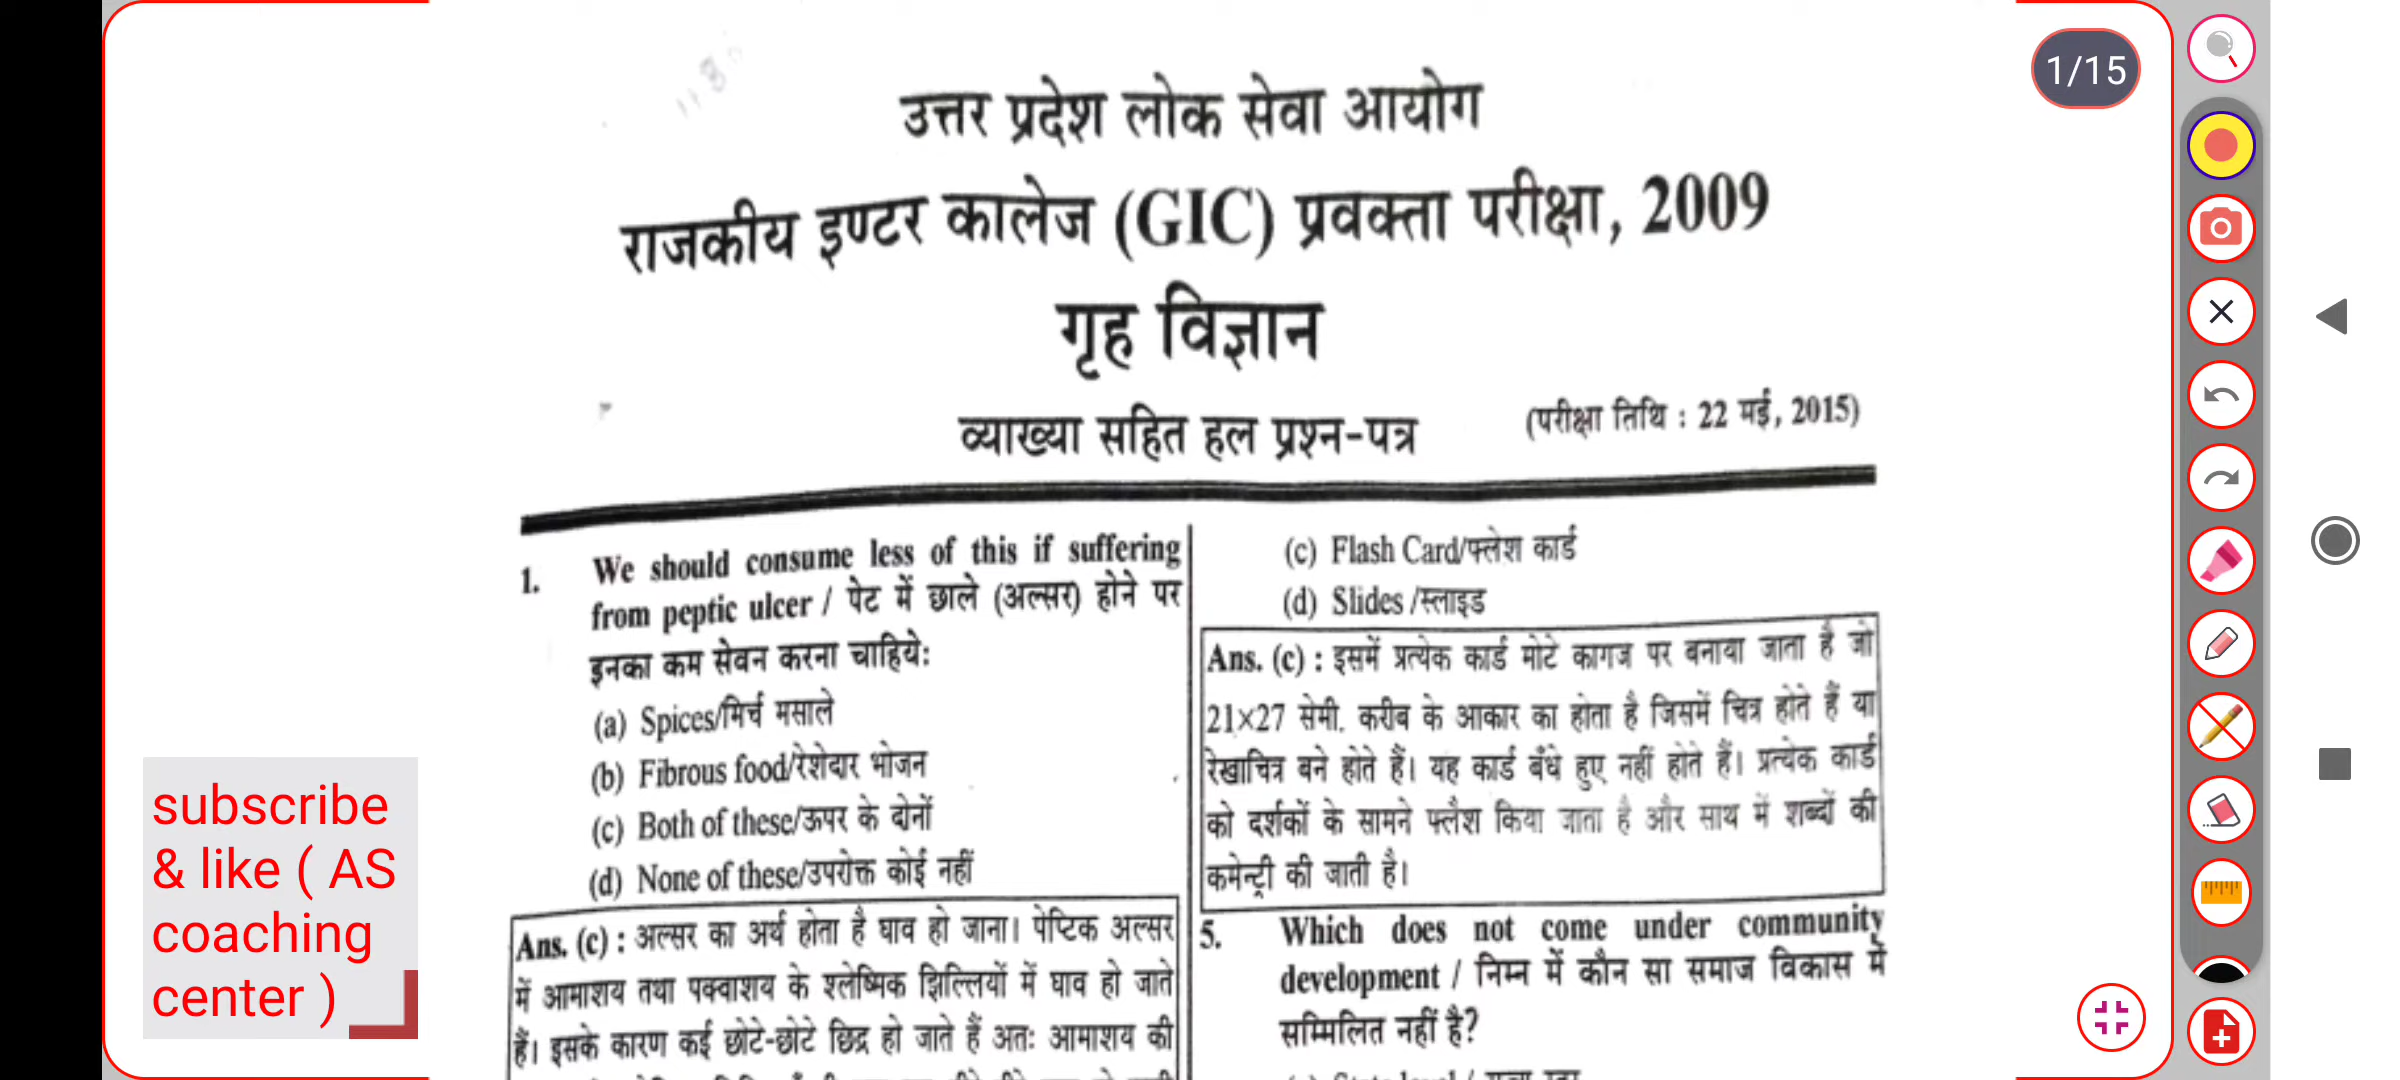 1/15
उत्तर प्रदेश लोक सेवा आयोग
राजकीय इण्टर कालेज (GIC) प्रवक्ता परीक्षा, 2009
गृह विज्ञान
व्याख्या सहित हल प्रश्न-पत्र
(परीक्षा तिथि : 22 मई, 2015)
1. We should consume less of this if suffering
from peptic ulcer / पेट में छाले (अल्सर) होने पर
इनका कम सेवन करना चाहिये:
(a) Spices/मिर्च मसाले
(b) Fibrous food/रेशेदार भोजन
(c) Both of these/ऊपर के दोनों
(d) None of these/उपरोक्त कोई नहीं
Ans. (c) : अल्सर का अर्थ होता है घाव हो जाना। पेप्टिक अल्सर
में आमाशय तथा पक्वाशय के श्लेष्मिक झिल्लियों में घाव हो जाते
हैं। इसके कारण कई छोटे-छोटे छिद्र हो जाते हैं अतः आमाशय की
(c) Flash Card/फ्लेश कार्ड
(d) Slides /स्लाइड
Ans. (c) : इसमें प्रत्येक कार्ड मोटे कागज पर बनाया जाता है जो
21×27 सेमी. करीब के आकार का होता है जिसमें चित्र होते हैं या
रेखाचित्र बने होते हैं। यह कार्ड बँधे हुए नहीं होते हैं। प्रत्येक कार्ड
को दर्शकों के सामने फ्लैश किया जाता है और साथ में शब्दों की
कमेन्ट्री की जाती है।
5. Which does not come under community
development / निम्न में कौन सा समाज विकास में
सम्मिलित नहीं है?
subscribe
& like ( AS
coaching
center )